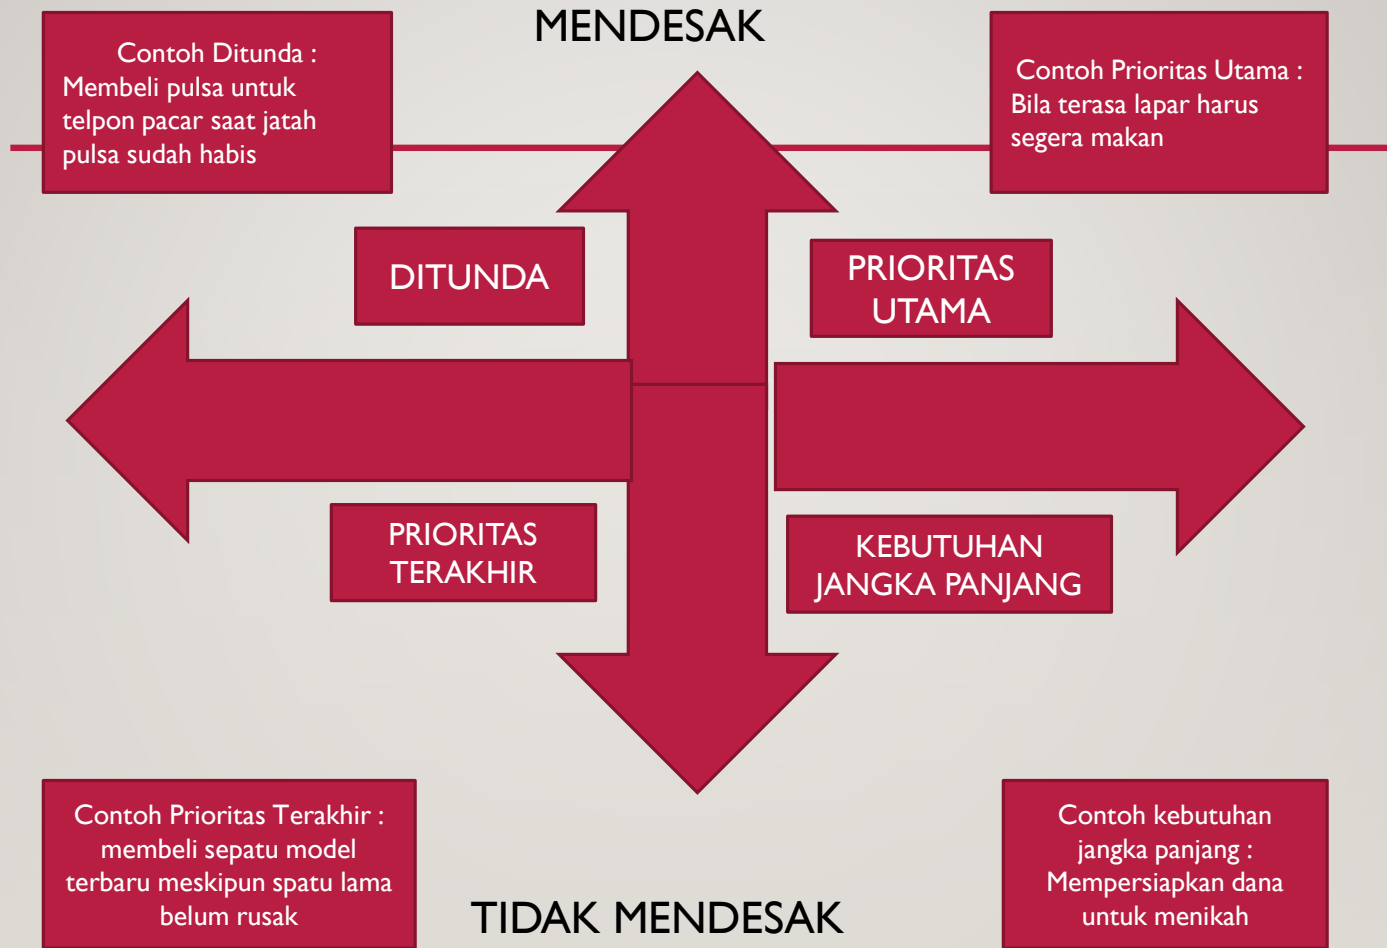 MENDESAK
Contoh Ditunda :
Membeli pulsa untuk
telpon pacar saat jatah
pulsa sudah habis
Contoh Prioritas Utama :
Bila terasa lapar harus
segera makan
DITUNDA
PRIORITAS
UTAMA
PRIORITAS
TERAKHIR
KEBUTUHAN
JANGKA PANJANG
Contoh Prioritas Terakhir :
membeli sepatu model
terbaru meskipun spatu lama
belum rusak
TIDAK MENDESAK
Contoh kebutuhan
jangka panjang :
Mempersiapkan dana
untuk menikah